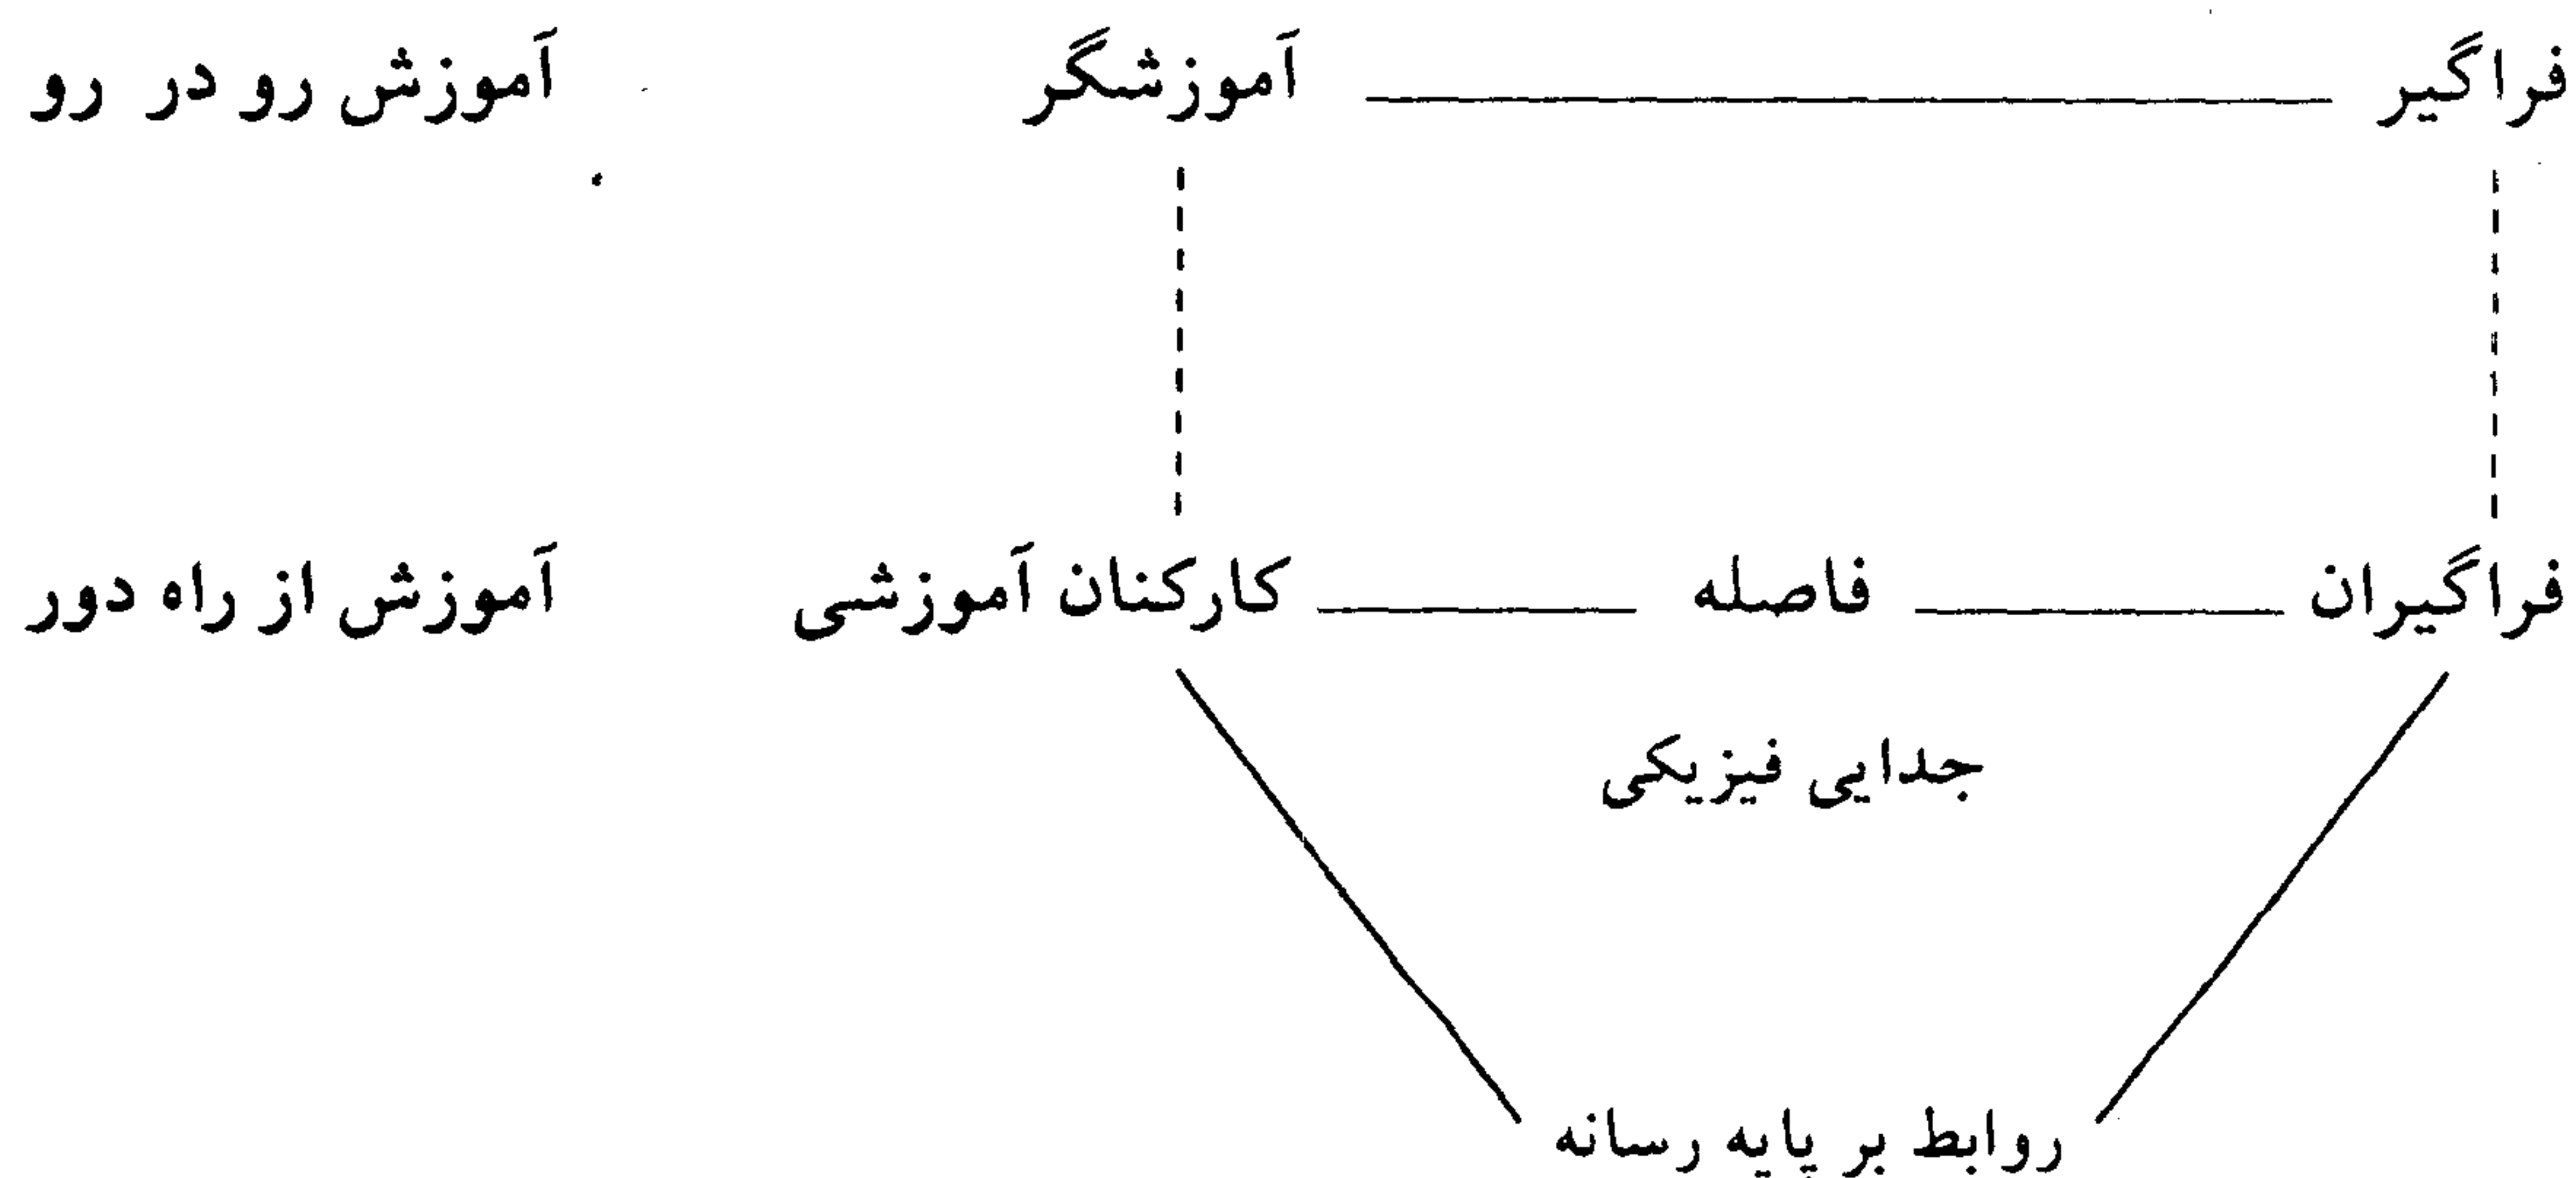 فراگیر آموزشگر آموزش رو در رو
فراگیران فاصله کارکنان آموزشی آموزش از راه دور
جدایی فیزیکی
روابط بر پایه رسانه